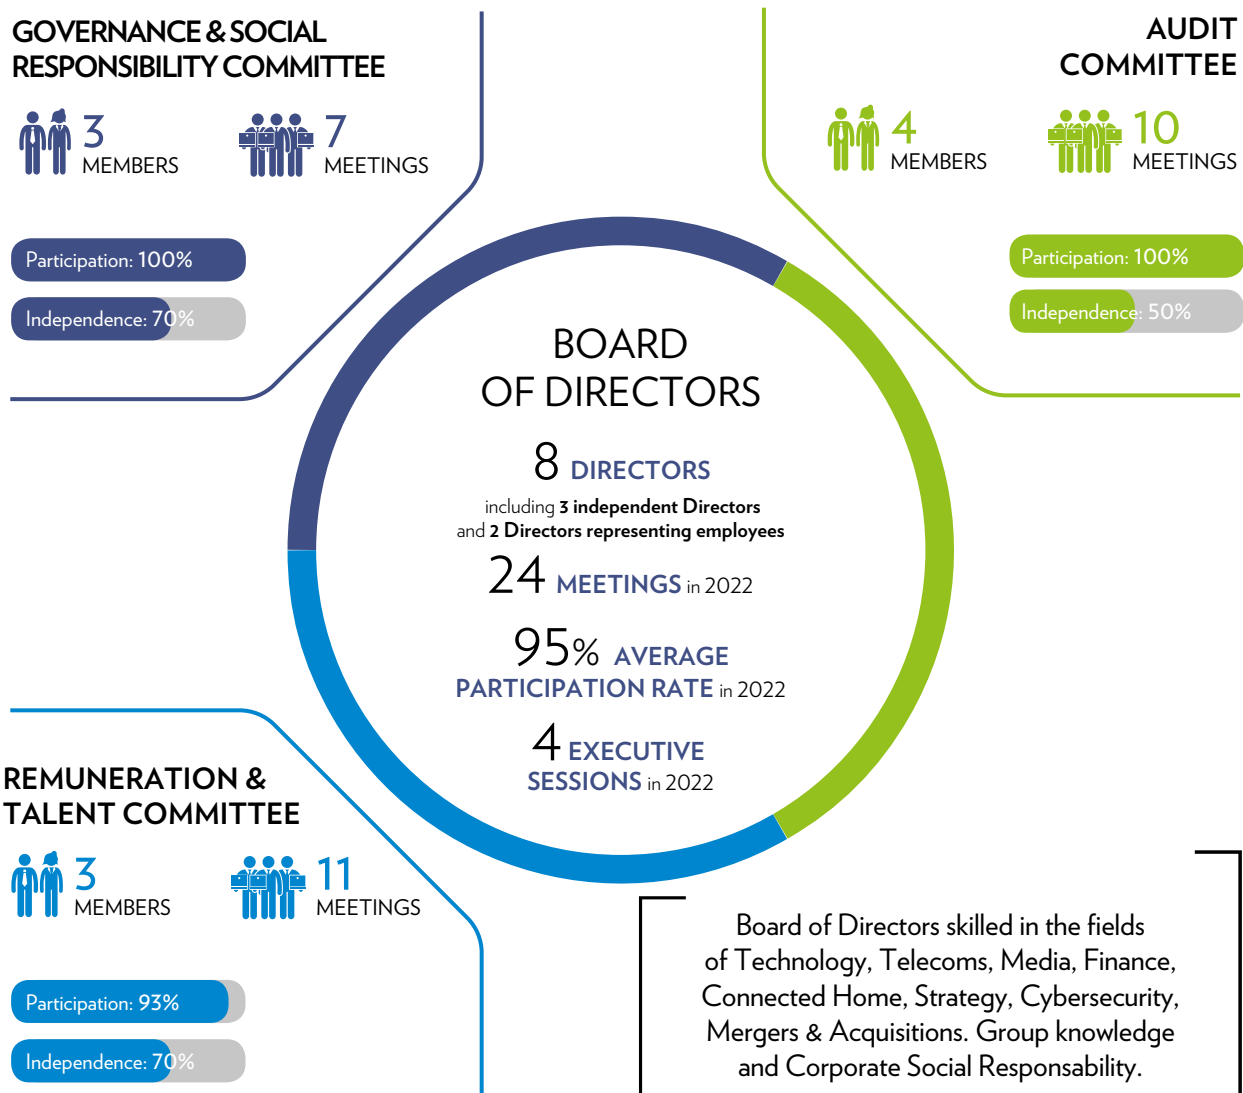 GOVERNANCE & SOCIAL
RESPONSIBILITY COMMITTEE
3
MEMBERS
7
MEETINGS
Participation: 100%
Independence: 70%
AUDIT
COMMITTEE
4
MEMBERS
10
MEETINGS
Participation: 100%
Independence: 50%
BOARD
OF DIRECTORS
8 DIRECTORS
including 3 independent Directors
and 2 Directors representing employees
24 MEETINGS in 2022
95% AVERAGE
PARTICIPATION RATE in 2022
4 EXECUTIVE
SESSIONS in 2022
REMUNERATION &
TALENT COMMITTEE
3
MEMBERS
11
MEETINGS
Participation: 93%
Independence: 70%
Board of Directors skilled in the fields
of Technology, Telecoms, Media, Finance,
Connected Home, Strategy, Cybersecurity,
Mergers & Acquisitions. Group knowledge
and Corporate Social Responsability.